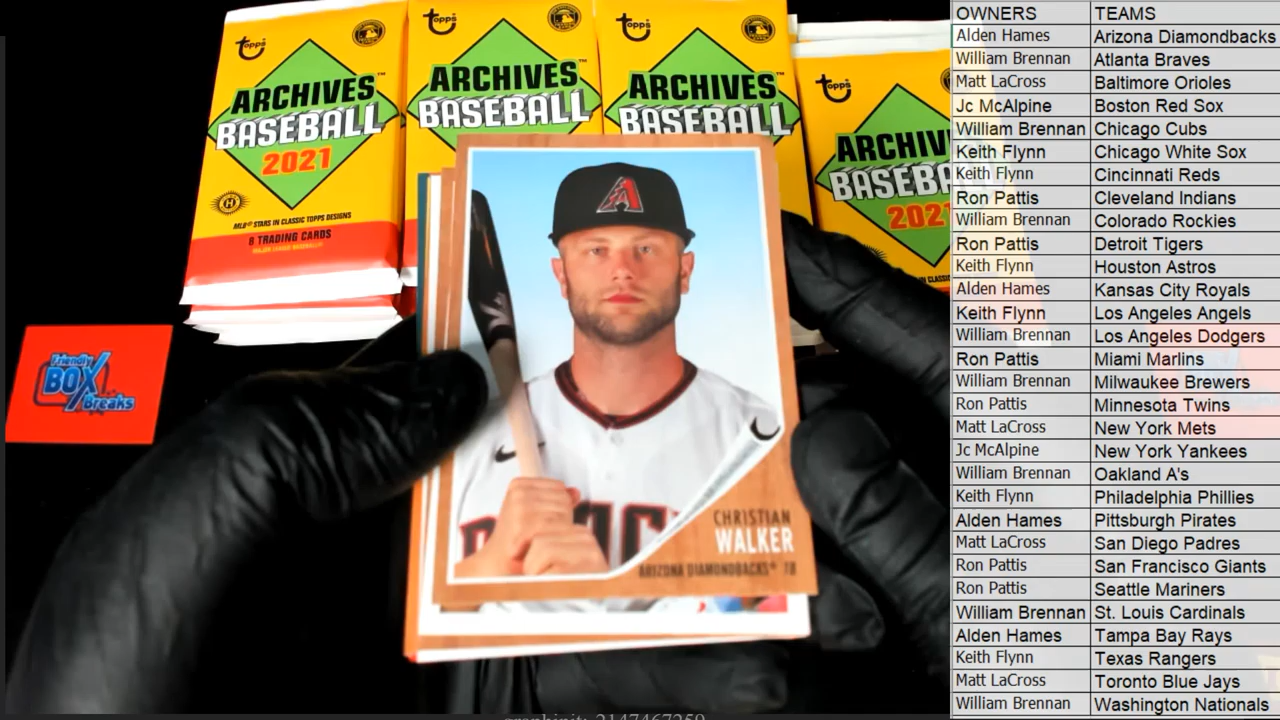 topps
ARCHIVES™
BASEBALL
2021
MLB® STARS IN CLASSIC TOPPS DESIGNS
8 TRADING CARDS
topps
ARCHIVES™
BASEBALL
topps
ARCHIVES™
BASEBALL
topps
ARCHIV
BASEBA
202
Friendly
BOX
Breaks
A
CHRISTIAN
WALKER
ARIZONA DIAMONDBACKS® 1B
OWNERS TEAMS
Alden Hames Arizona Diamondbacks
William Brennan Atlanta Braves
Matt LaCross Baltimore Orioles
Jc McAlpine Boston Red Sox
William Brennan Chicago Cubs
Keith Flynn Chicago White Sox
Keith Flynn Cincinnati Reds
Ron Pattis Cleveland Indians
William Brennan Colorado Rockies
Ron Pattis Detroit Tigers
Keith Flynn Houston Astros
Alden Hames Kansas City Royals
Keith Flynn Los Angeles Angels
William Brennan Los Angeles Dodgers
Ron Pattis Miami Marlins
William Brennan Milwaukee Brewers
Ron Pattis Minnesota Twins
Matt LaCross New York Mets
Jc McAlpine New York Yankees
William Brennan Oakland A's
Keith Flynn Philadelphia Phillies
Alden Hames Pittsburgh Pirates
Matt LaCross San Diego Padres
Ron Pattis San Francisco Giants
Ron Pattis Seattle Mariners
William Brennan St. Louis Cardinals
Alden Hames Tampa Bay Rays
Keith Flynn Texas Rangers
Matt LaCross Toronto Blue Jays
William Brennan Washington Nationals